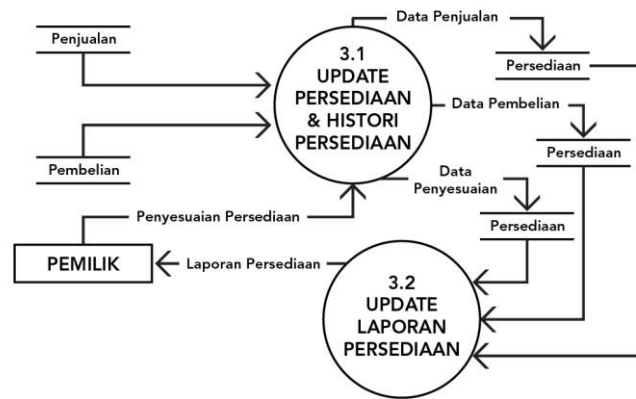 Penjualan
Data Penjualan
3.1
UPDATE
PERSEDIAAN
& HISTORI
PERSEDIAAN
Persediaan
Data Pembelian
Pembelian
Persediaan
Data
Penyesuaian
Penyesuaian Persediaan
Persediaan
PEMILIK
Laporan Persediaan
3.2
UPDATE
LAPORAN
PERSEDIAAN